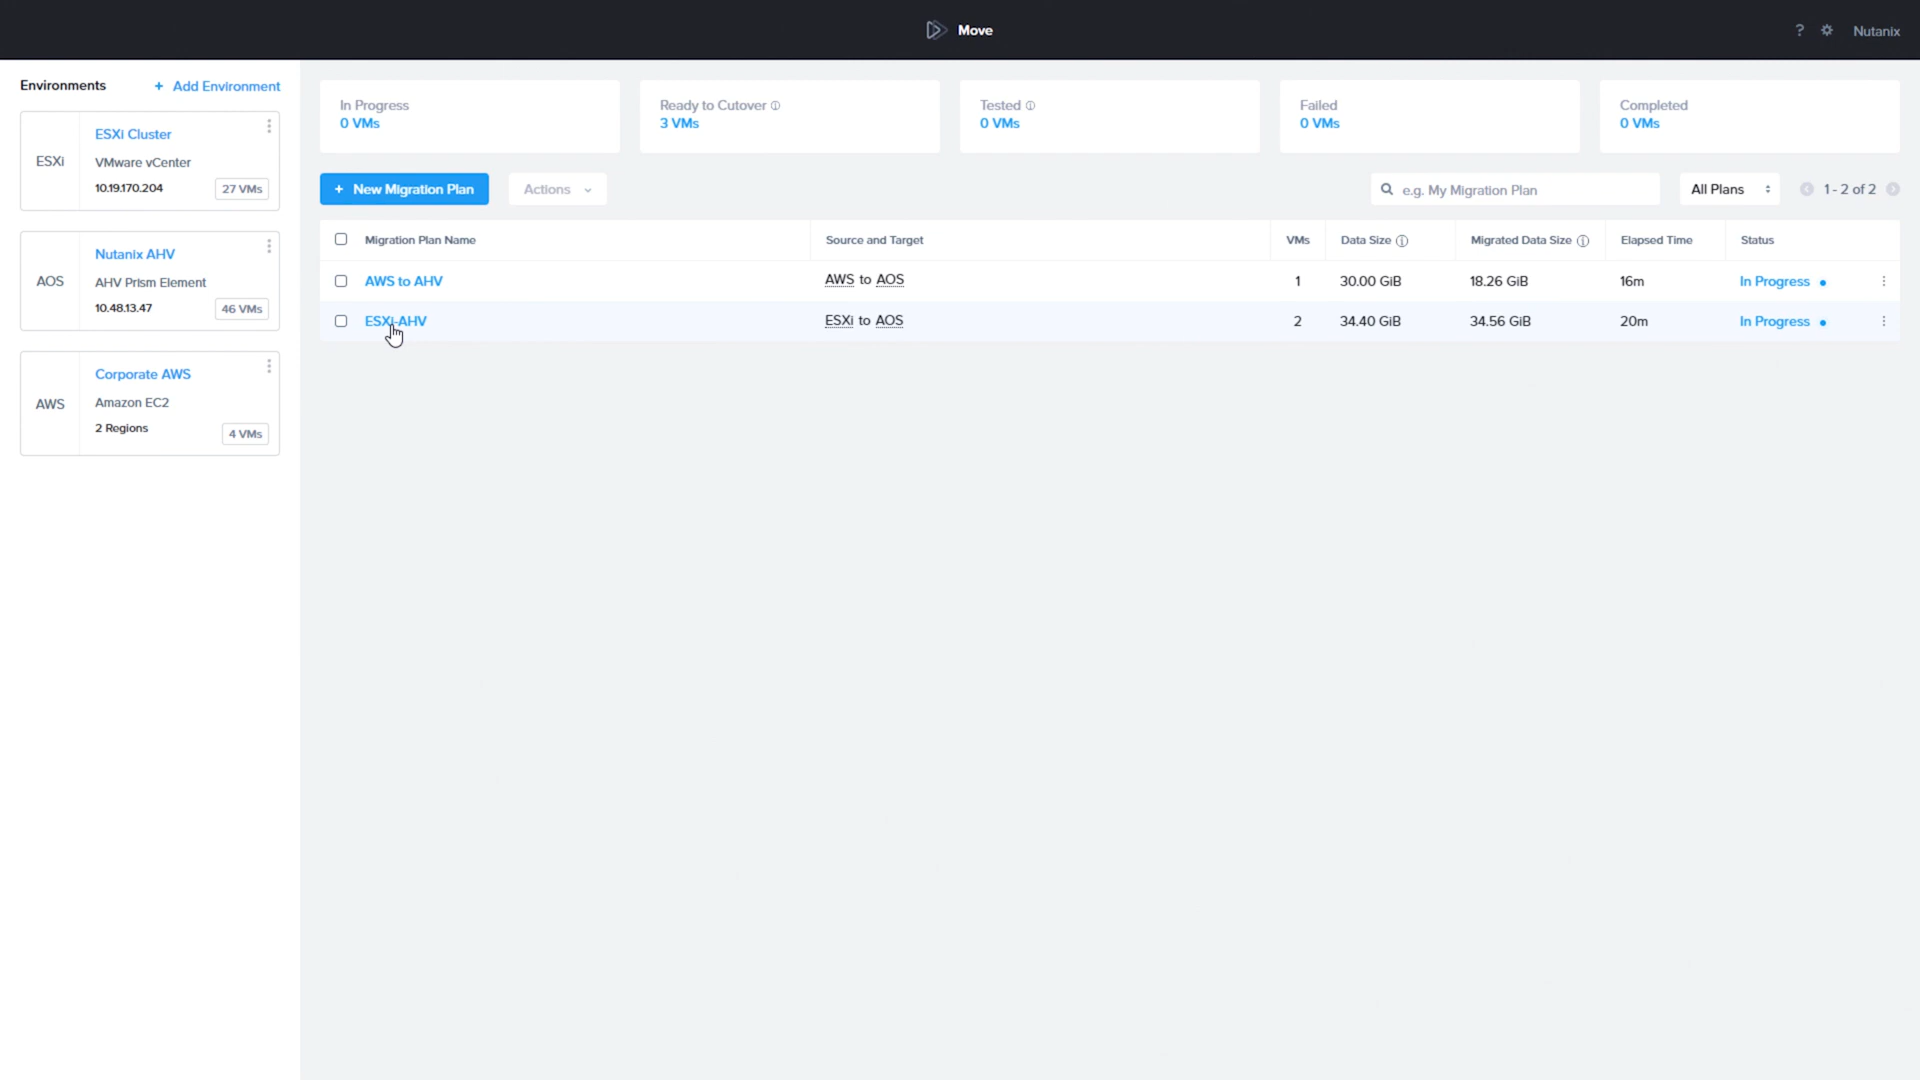 Move
? Nutanix
Environments + Add Environment
ESXi
ESXi Cluster
VMware vCenter
10.19.170.204
27 VMs
AOS
Nutanix AHV
AHV Prism Element
10.48.13.47
46 VMs
AWS
Corporate AWS
Amazon EC2
2 Regions
4 VMs
In Progress
0 VMs
Ready to Cutover
3 VMs
Tested
0 VMs
Failed
0 VMs
Completed
0 VMs
+ New Migration Plan
Actions
e.g. My Migration Plan
All Plans
1 - 2 of 2
Migration Plan Name Source and Target VMs Data Size Migrated Data Size Elapsed Time Status
AWS to AHV AWS to AOS 1 30.00 GiB 18.26 GiB 16m In Progress
ESXi-AHV ESXi to AOS 2 34.40 GiB 34.56 GiB 20m In Progress